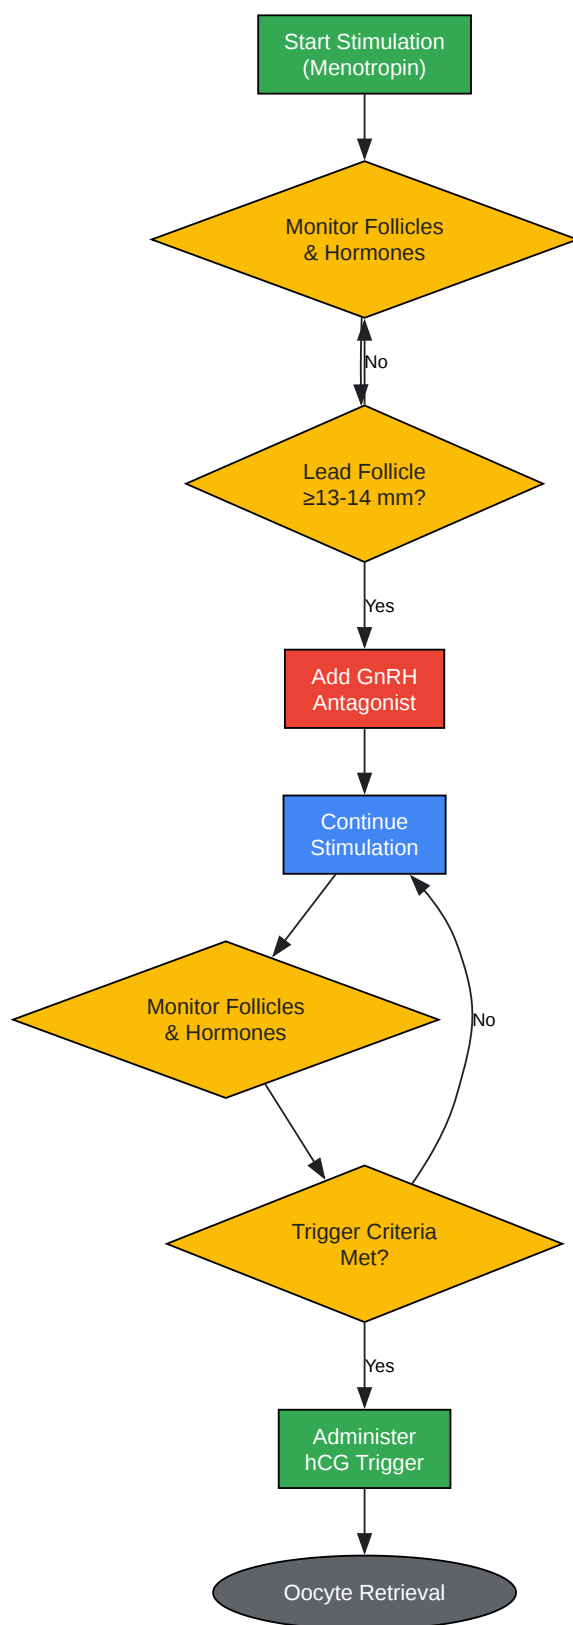 Start Stimulation
(Menotropin)
Monitor Follicles
& Hormones
No
Lead Follicle
≥13-14 mm?
Yes
Add GnRH
Antagonist
Continue
Stimulation
Monitor Follicles
& Hormones
No
Trigger Criteria
Met?
Yes
Administer
hCG Trigger
Oocyte Retrieval